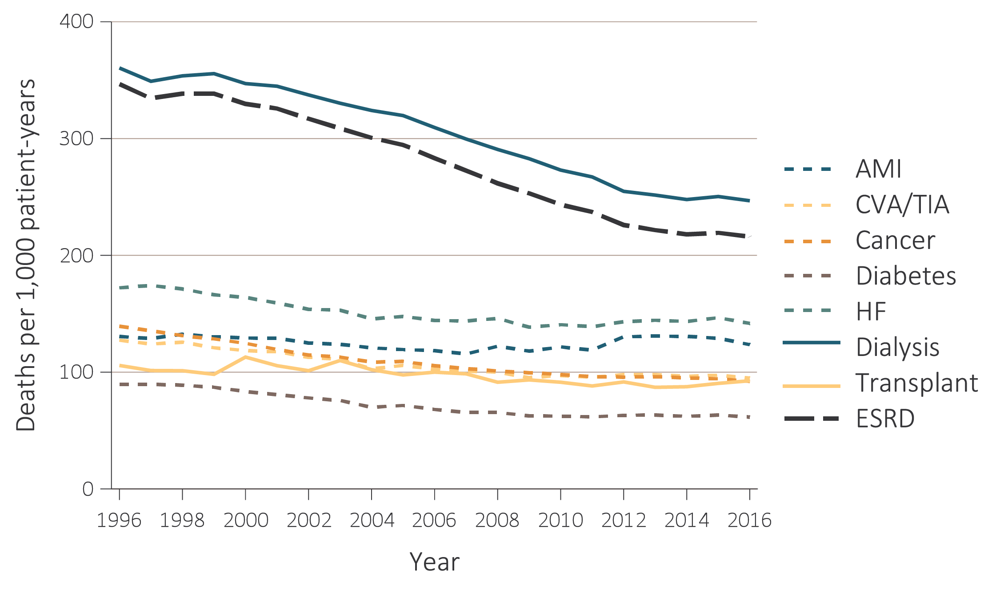 400
300
200
100
0
Deaths per 1,000 patient-years
1996 1998 2000 2002 2004 2006 2008 2010 2012 2014 2016
Year
AMI
CVA/TIA
Cancer
Diabetes
HF
Dialysis
Transplant
ESRD